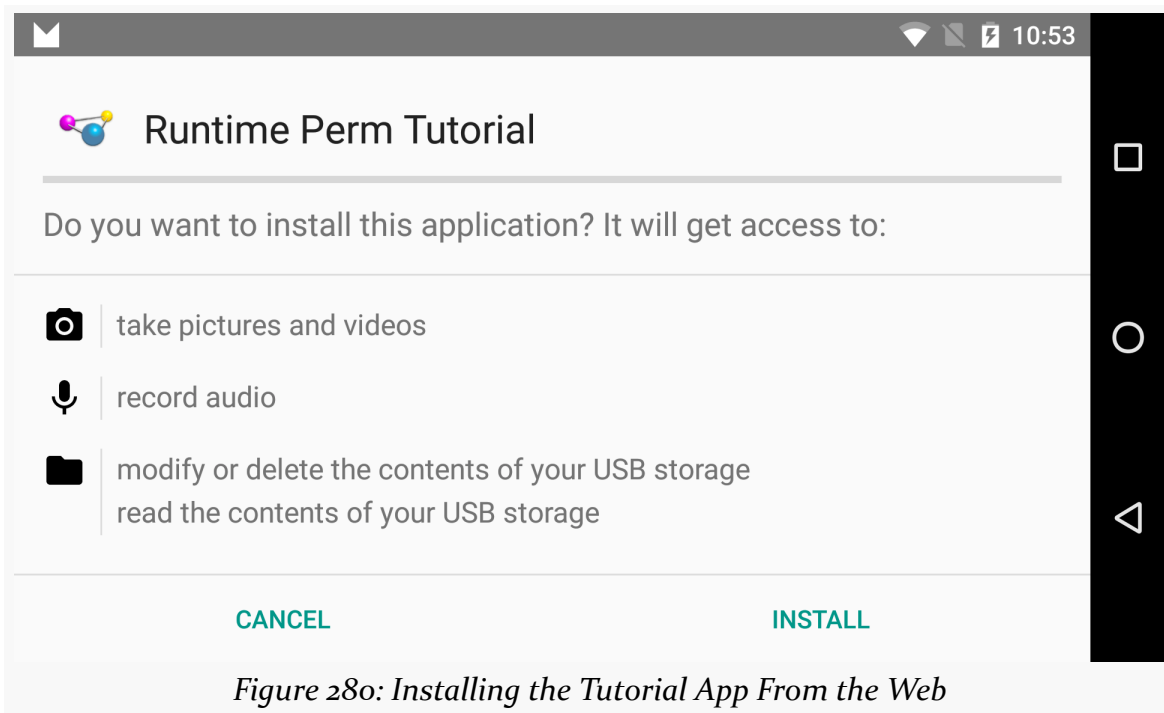 10:53
Runtime Perm Tutorial
Do you want to install this application? It will get access to:
take pictures and videos
record audio
modify or delete the contents of your USB storage
read the contents of your USB storage
CANCEL INSTALL
Figure 280: Installing the Tutorial App From the Web